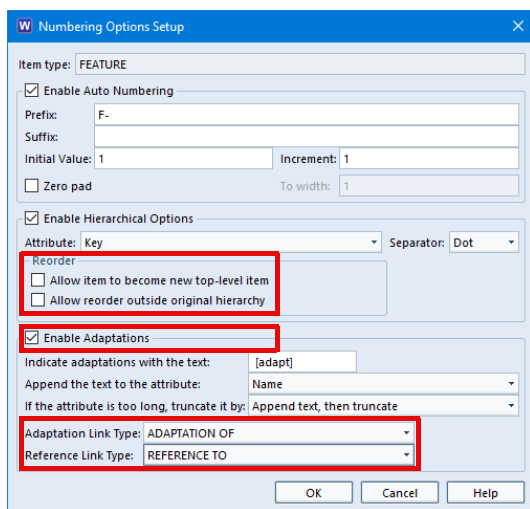 W Numbering Options Setup
Item type: FEATURE
Enable Auto Numbering
Prefix: F-
Suffix:
Initial Value: 1 Increment: 1
Zero pad To width: 1
Enable Hierarchical Options
Attribute: Key Separator: Dot
Reorder
Allow item to become new top-level item
Allow reorder outside original hierarchy
Enable Adaptations
Indicate adaptations with the text: [adapt]
Append the text to the attribute: Name
If the attribute is too long, truncate it by: Append text, then truncate
Adaptation Link Type: ADAPTATION OF
Reference Link Type: REFERENCE TO
OK Cancel Help